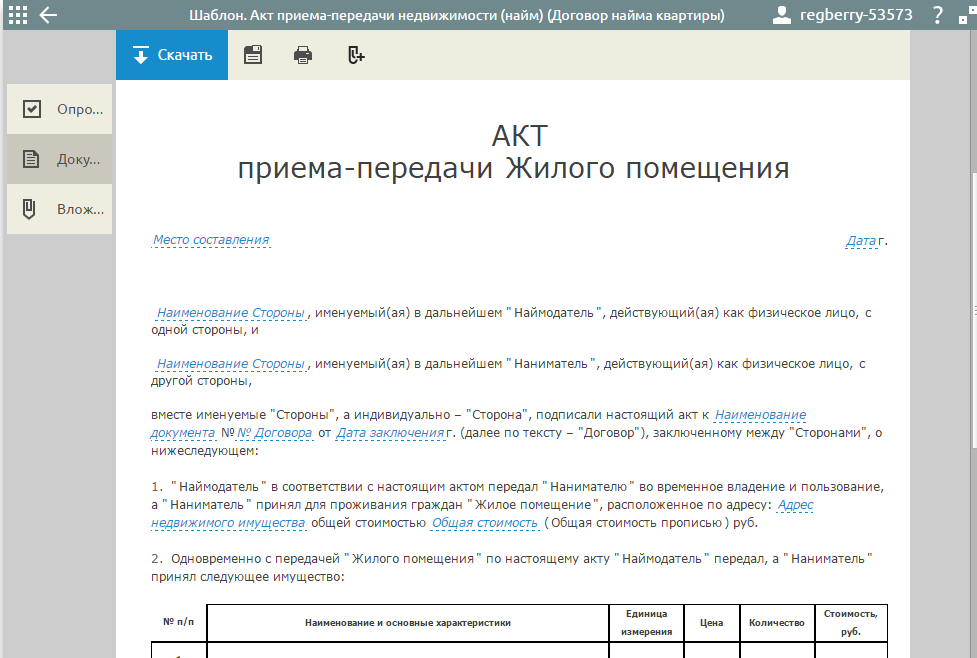 Шаблон. Акт приема-передачи недвижимости (найм) (Договор найма квартиры)
regberry-53573
?
Скачать
Опро...
Доку...
Влож...
АКТ
приема-передачи Жилого помещения
Место составления
Дата г.
Наименование Стороны, именуемый(ая) в дальнейшем "Наймодатель", действующий(ая) как физическое лицо, с
одной стороны, и
Наименование Стороны, именуемый(ая) в дальнейшем "Наниматель", действующий(ая) как физическое лицо, с
другой стороны,
вместе именуемые "Стороны", а индивидуально – "Сторона", подписали настоящий акт к Наименование
документа №№ Договора от Дата заключения г. (далее по тексту – "Договор"), заключенному между "Сторонами", о
нижеследующем:
1. "Наймодатель" в соответствии с настоящим актом передал "Нанимателю" во временное владение и пользование,
а "Наниматель" принял для проживания граждан "Жилое помещение", расположенное по адресу: Адрес
недвижимого имущества общей стоимостью Общая стоимость (Общая стоимость прописью) руб.
2. Одновременно с передачей "Жилого помещения" по настоящему акту "Наймодатель" передал, а "Наниматель"
принял следующее имущество:
№ п/п
Наименование и основные характеристики
Единица
измерения
Цена
Количество
Стоимость,
руб.